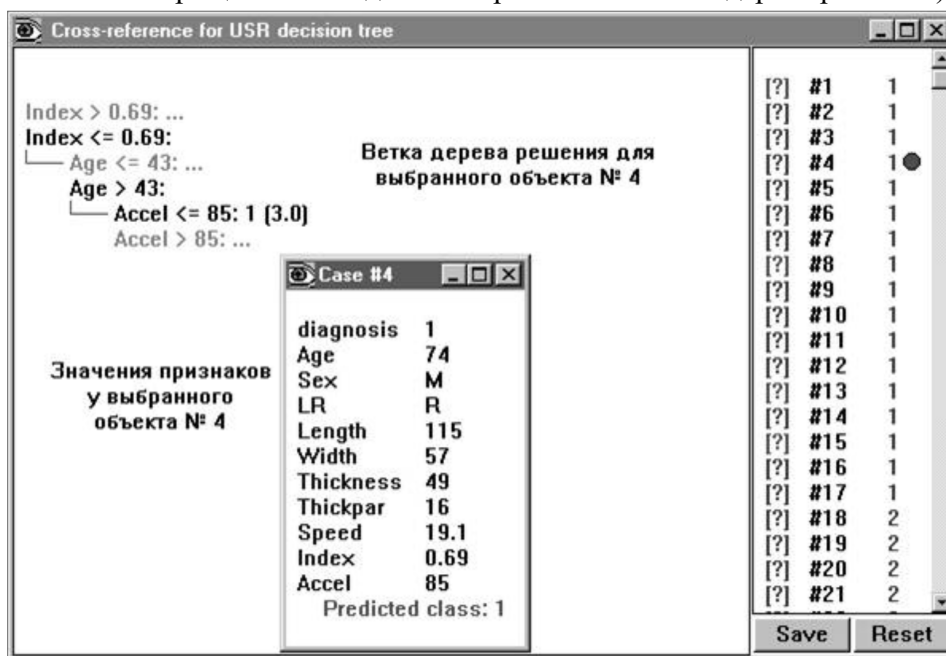 Cross-reference for USR decision tree
Index > 0.69: ...
Index <= 0.69:
Age <= 43: ...
Age > 43:
Accel <= 85: 1 (3.0)
Accel > 85: ...
Ветка дерева решения для
выбранного объекта № 4
Значения признаков
у выбранного
объекта № 4
Case #4
diagnosis 1
Age 74
Sex M
LR R
Length 115
Width 57
Thickness 49
Thickpar 16
Speed 19.1
Index 0.69
Accel 85
Predicted class: 1
[?] #1 1
[?] #2 1
[?] #3 1
[?] #4 1
[?] #5 1
[?] #6 1
[?] #7 1
[?] #8 1
[?] #9 1
[?] #10 1
[?] #11 1
[?] #12 1
[?] #13 1
[?] #14 1
[?] #15 1
[?] #16 1
[?] #17 1
[?] #18 2
[?] #19 2
[?] #20 2
[?] #21 2
Save Reset